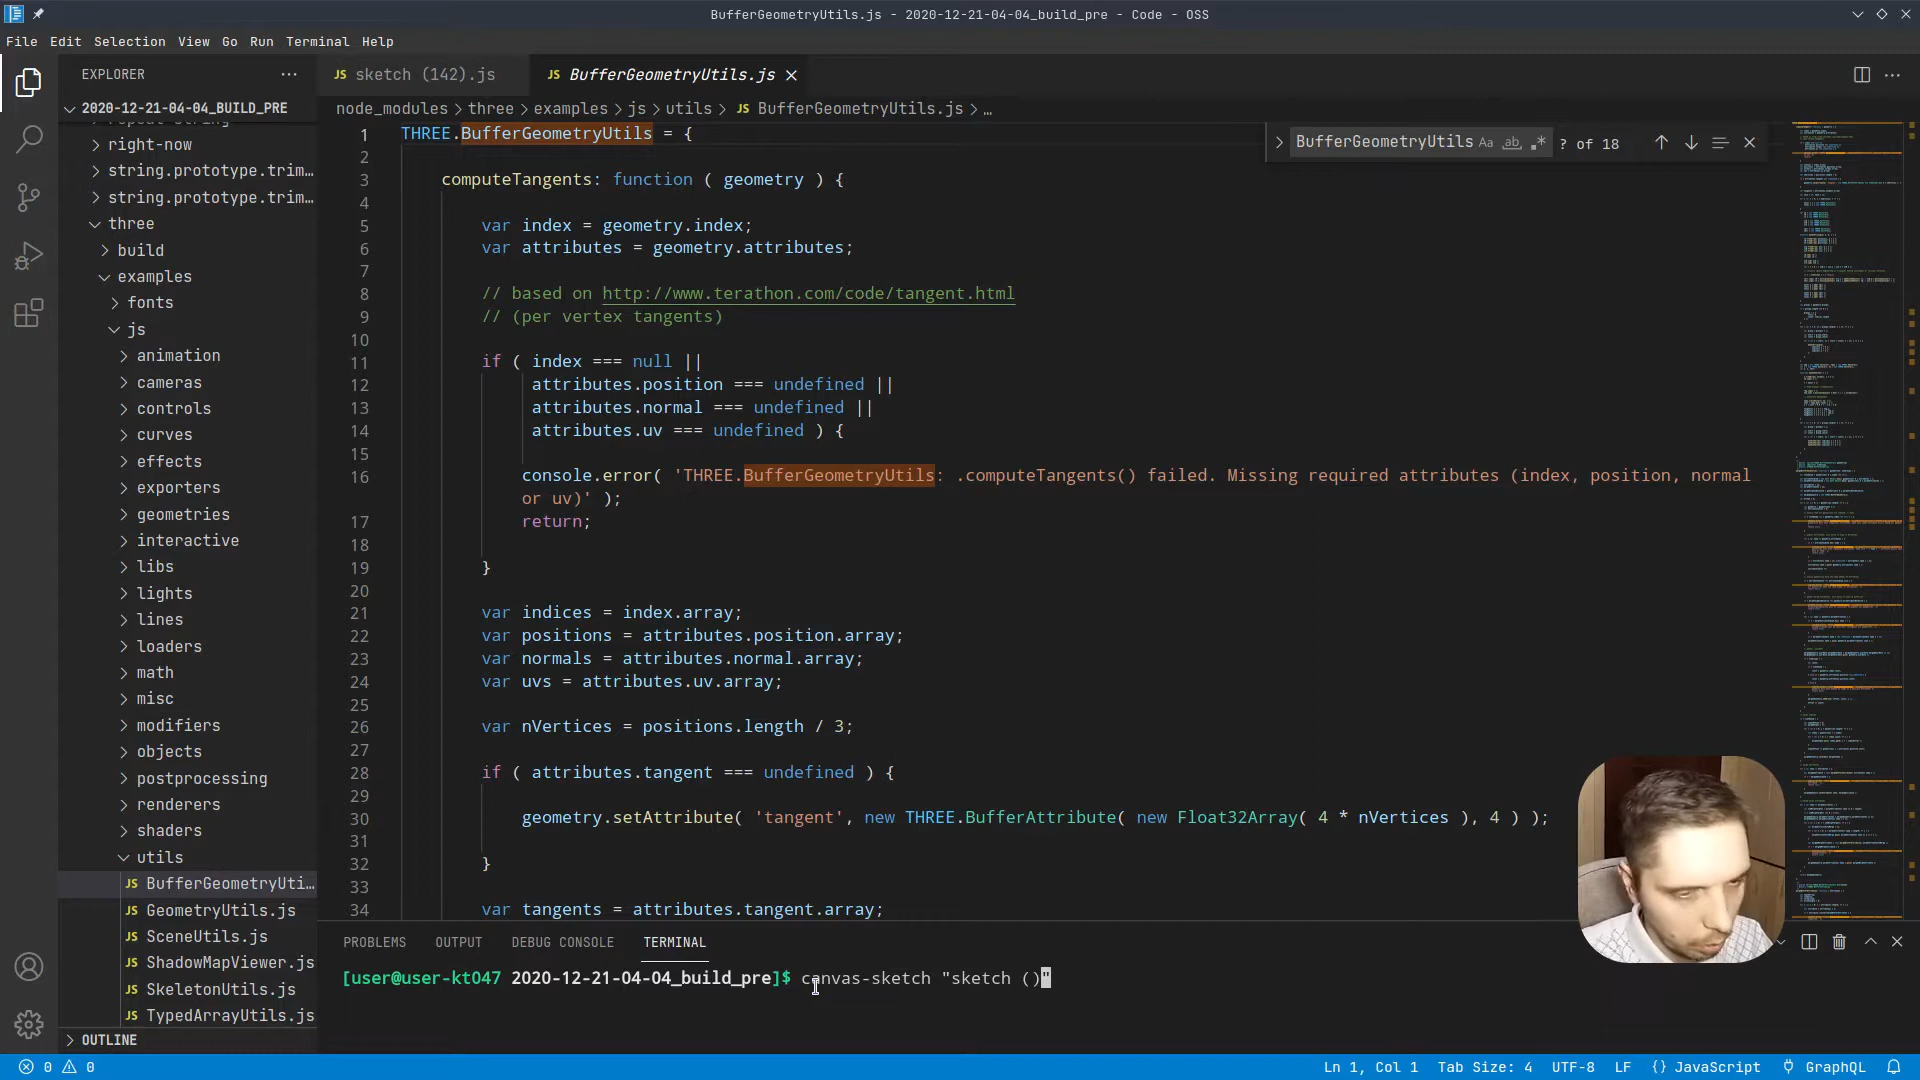 BufferGeometryUtils.js - 2020-12-21-04-04_build_pre - Code - OSS
File Edit Selection View Go Run Terminal Help
EXPLORER
2020-12-21-04-04_BUILD_PRE
right-now
string.prototype.trim…
string.prototype.trim…
three
build
examples
fonts
js
animation
cameras
controls
curves
effects
exporters
geometries
interactive
libs
lights
lines
loaders
math
misc
modifiers
objects
postprocessing
renderers
shaders
utils
JS BufferGeometryUti…
JS GeometryUtils.js
JS SceneUtils.js
JS ShadowMapViewer.js
JS SkeletonUtils.js
JS TypedArrayUtils.js
OUTLINE
JS sketch (142).js
JS BufferGeometryUtils.js
node_modules > three > examples > js > utils > JS BufferGeometryUtils.js > …
BufferGeometryUtils Aa ab .* ? of 18
1 THREE.BufferGeometryUtils = {
2
3 computeTangents: function ( geometry ) {
4
5 var index = geometry.index;
6 var attributes = geometry.attributes;
7
8 // based on http://www.terathon.com/code/tangent.html
9 // (per vertex tangents)
10
11 if ( index === null ||
12 attributes.position === undefined ||
13 attributes.normal === undefined ||
14 attributes.uv === undefined ) {
15
16 console.error( 'THREE.BufferGeometryUtils: .computeTangents() failed. Missing required attributes (index, position, normal
or uv)' );
17 return;
18
19 }
20
21 var indices = index.array;
22 var positions = attributes.position.array;
23 var normals = attributes.normal.array;
24 var uvs = attributes.uv.array;
25
26 var nVertices = positions.length / 3;
27
28 if ( attributes.tangent === undefined ) {
29
30 geometry.setAttribute( 'tangent', new THREE.BufferAttribute( new Float32Array( 4 * nVertices ), 4 ) );
31
32 }
33
34 var tangents = attributes.tangent.array;
PROBLEMS OUTPUT DEBUG CONSOLE TERMINAL
[user@user-kt047 2020-12-21-04-04_build_pre]$ canvas-sketch "sketch ()"
0 0 Ln 1, Col 1 Tab Size: 4 UTF-8 LF {} JavaScript GraphQL